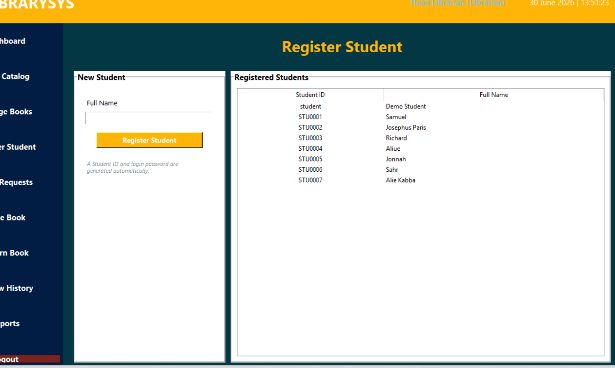 BRARYSYS
30 June 2026 | 13:51:23
Register Student
hboard
Catalog
ge Books
er Student
Requests
e Book
rn Book
w History
ports
ogout
New Student
Full Name
Register Student
A Student ID and login password are
generated automatically.
Registered Students
Student ID Full Name
student Demo Student
STU0001 Samuel
STU0002 Josephus Paris
STU0003 Richard
STU0004 Aliue
STU0005 Jonnah
STU0006 Sahr
STU0007 Alie Kabba